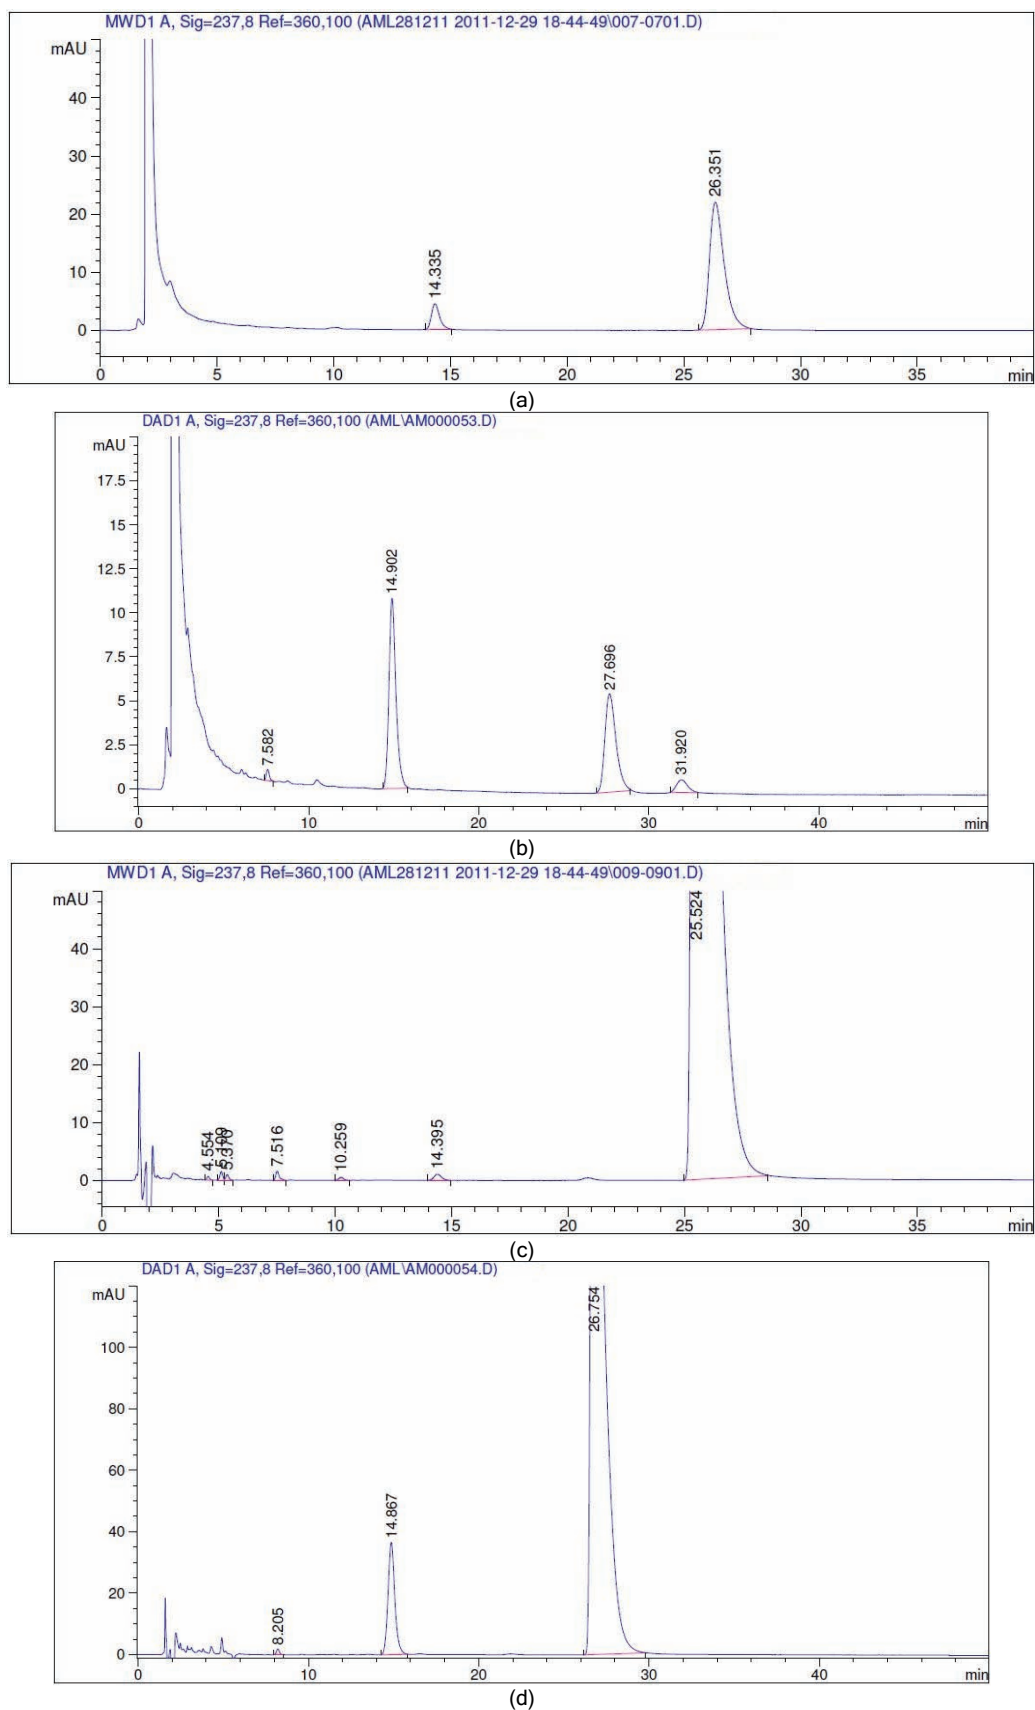 MWD1 A, Sig=237,8 Ref=360,100 (AML281211 2011-12-29 18-44-49\007-0701.D)
mAU
40
30
20
10
0
14.335
26.351
0 5 10 15 20 25 30 35 min
(a)
DAD1 A, Sig=237,8 Ref=360,100 (AML\AM000053.D)
mAU
17.5
15
12.5
10
7.5
5
2.5
0
7.582
14.902
27.696
31.920
0 10 20 30 40 min
(b)
MWD1 A, Sig=237,8 Ref=360,100 (AML281211 2011-12-29 18-44-49\009-0901.D)
mAU
40
30
20
10
0
4.554
5.370
7.516
10.259
14.395
25.524
0 5 10 15 20 25 30 35 min
(c)
DAD1 A, Sig=237,8 Ref=360,100 (AML\AM000054.D)
mAU
100
80
60
40
20
0
8.205
14.867
26.754
0 10 20 30 40 min
(d)